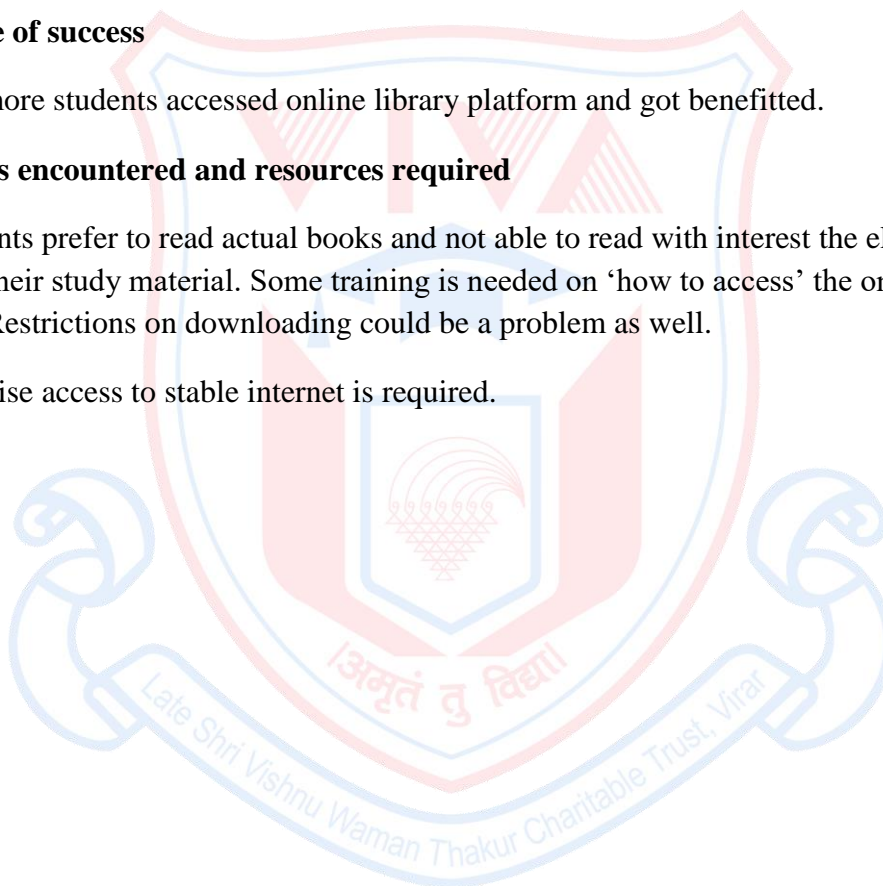 e of success
nore students accessed online library platform and got benefitted.
s encountered and resources required
nts prefer to read actual books and not able to read with interest the el
heir study material. Some training is needed on ‘how to access’ the or
Restrictions on downloading could be a problem as well.
ise access to stable internet is required.
VIVA
।अमृतं तु विद्या।
Late Shri Vishnu Waman Thakur Charitable Trust, Virar